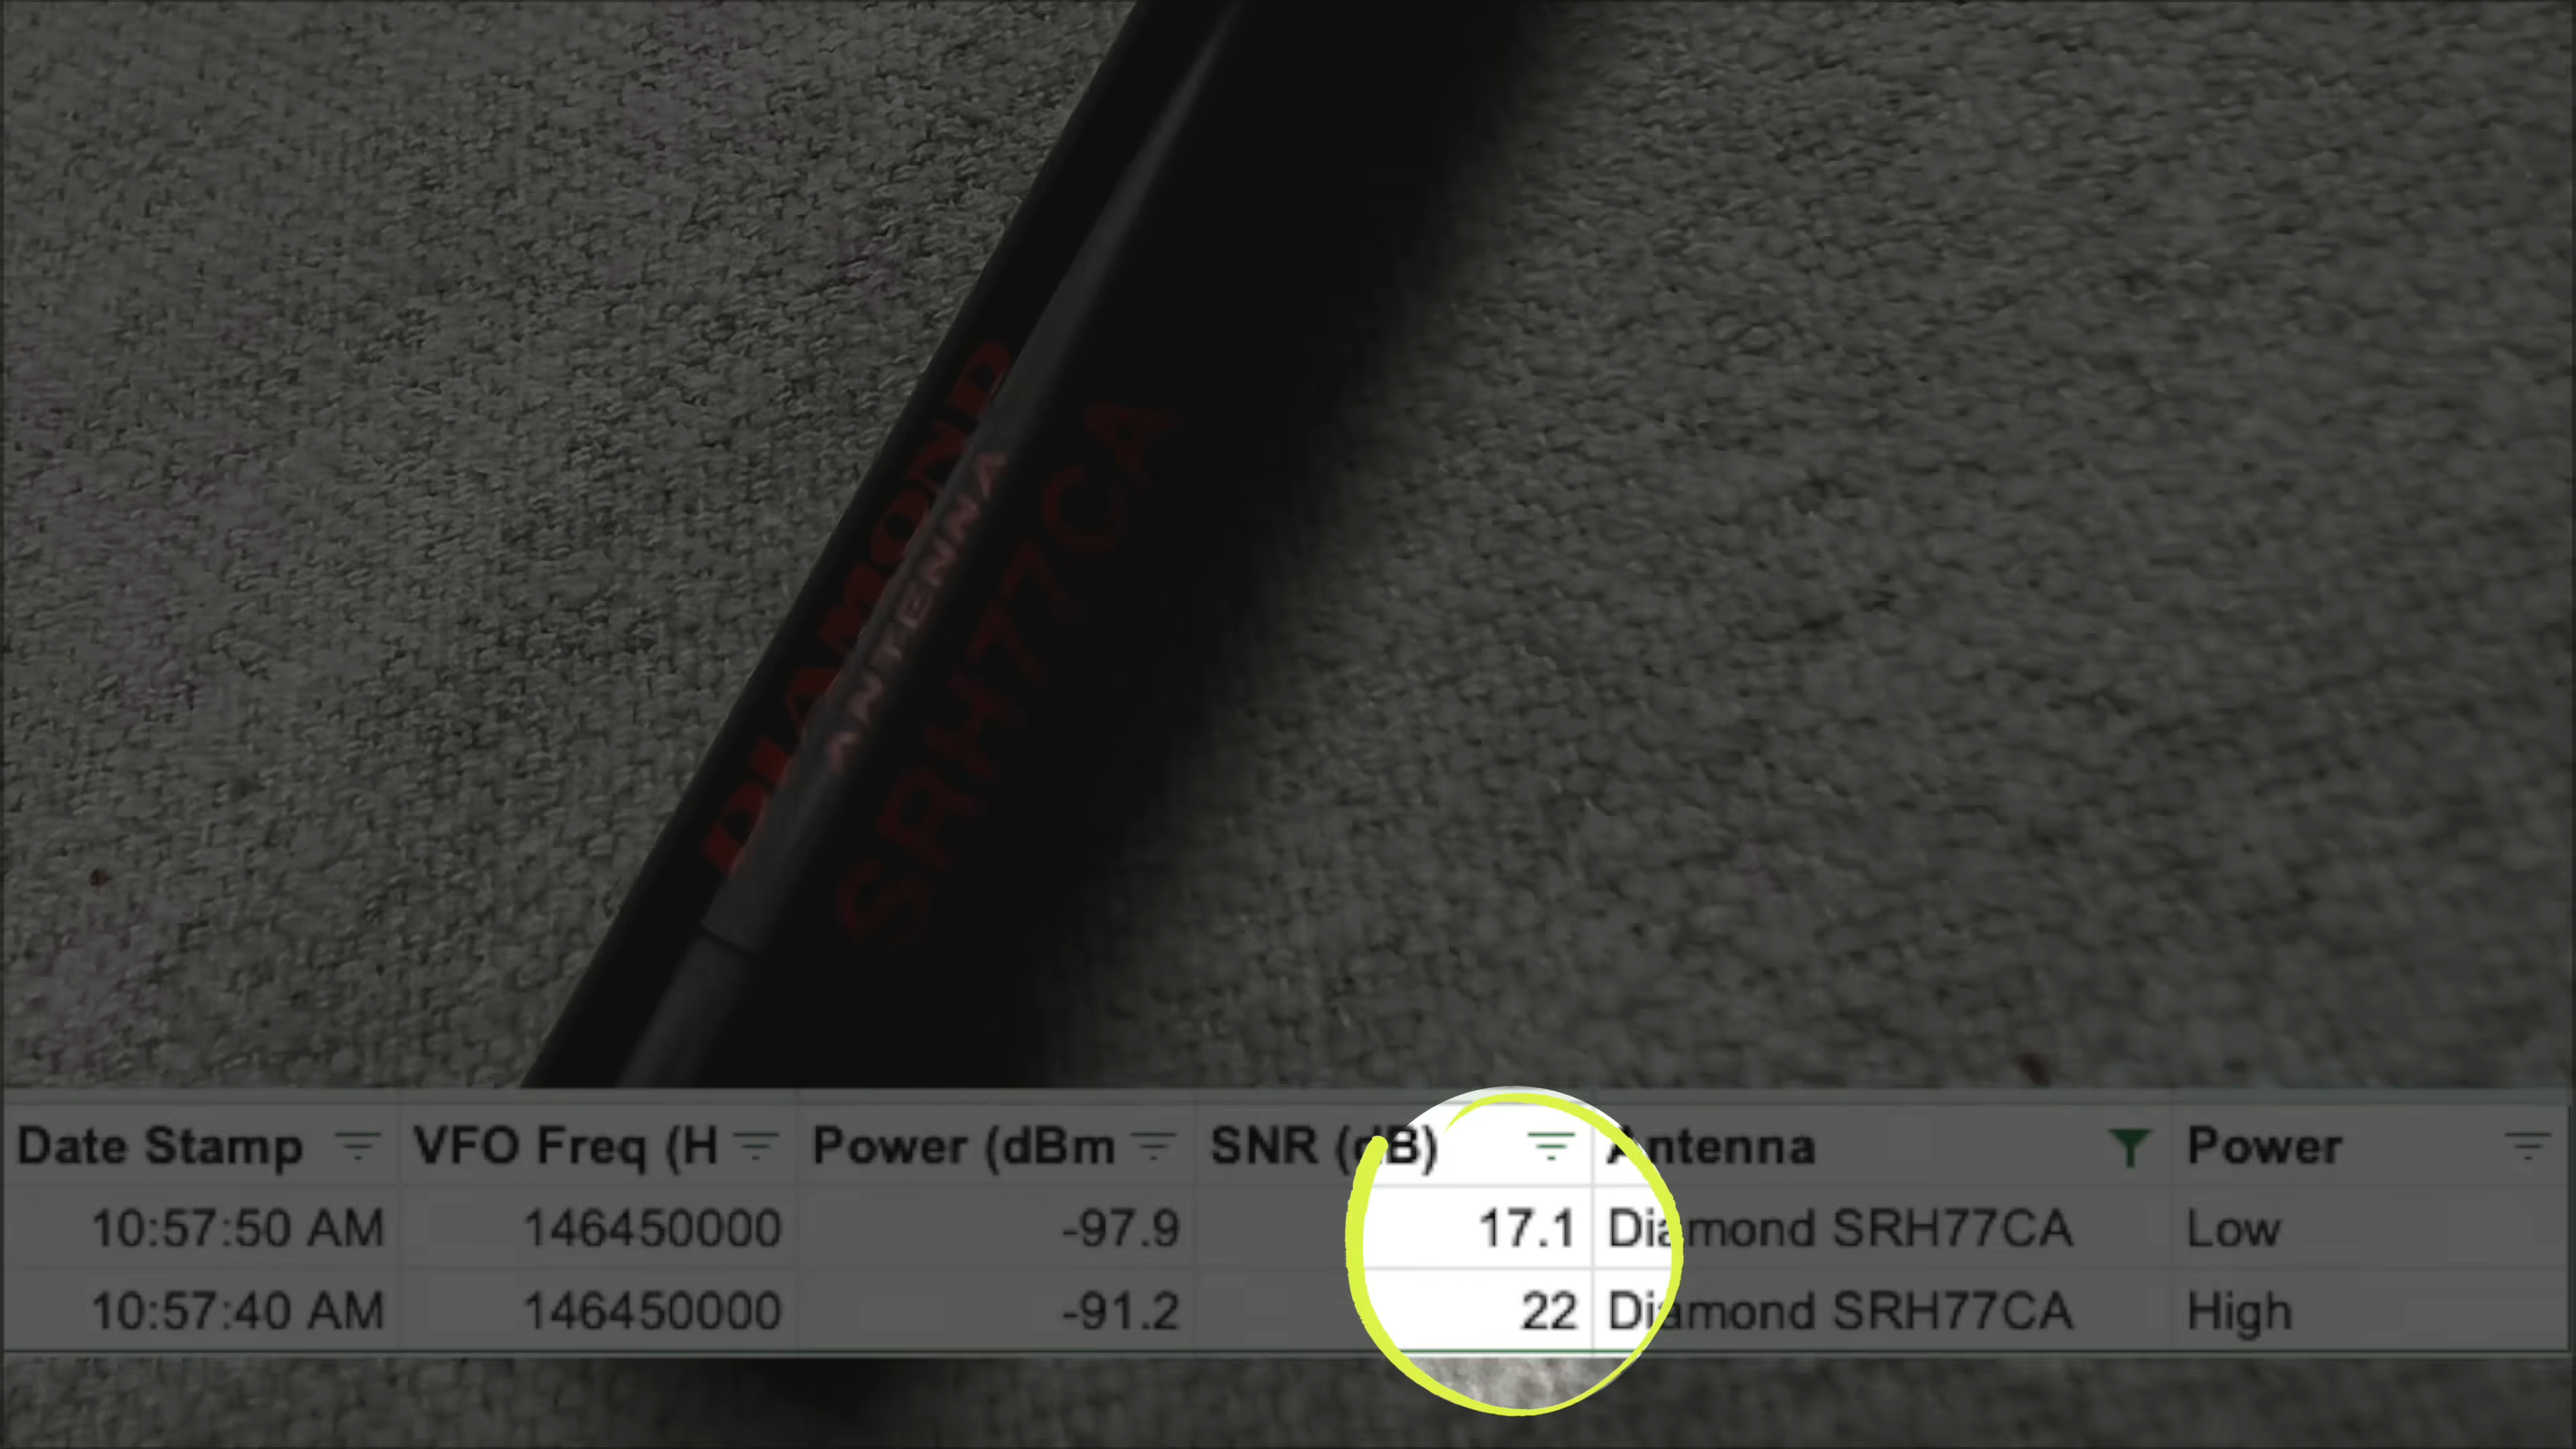 DIAMOND
ANTENNA
SRH77CA
Date Stamp VFO Freq (H Power (dBm SNR (dB) Antenna Power
10:57:50 AM 146450000 -97.9 17.1 Diamond SRH77CA Low
10:57:40 AM 146450000 -91.2 22 Diamond SRH77CA High